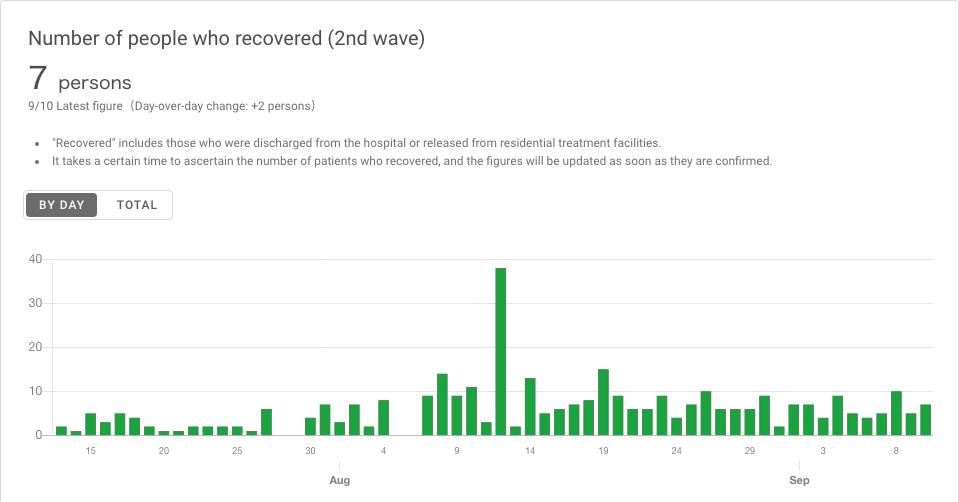 Number of people who recovered (2nd wave)
7 persons
9/10 Latest figure（Day-over-day change: +2 persons）
• "Recovered" includes those who were discharged from the hospital or released from residential treatment facilities.
• It takes a certain time to ascertain the number of patients who recovered, and the figures will be updated as soon as they are confirmed.
BY DAY TOTAL
40
30
20
10
0
15 20 25 30 4 9 14 19 24 29 3 8
Aug Sep